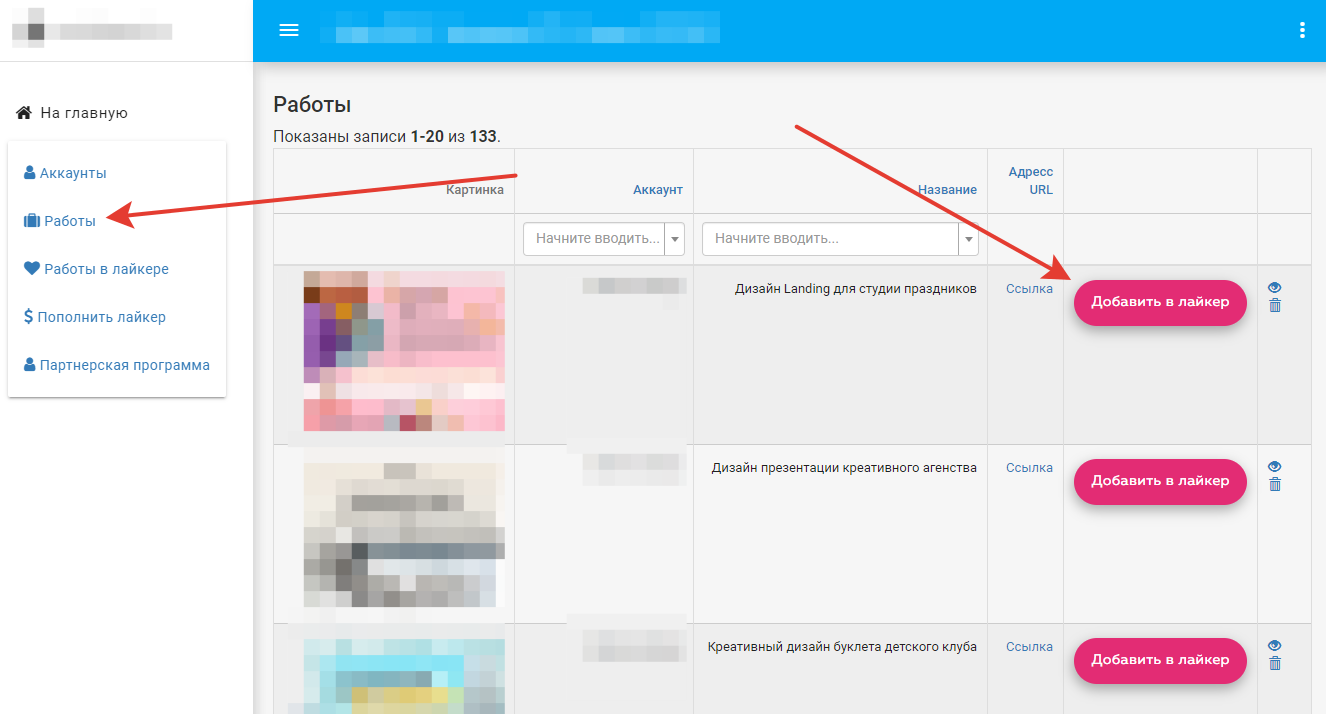 На главную
Аккаунты
Работы
Работы в лайкере
Пополнить лайкер
Партнерская программа
Работы
Показаны записи 1-20 из 133.
Картинка
Аккаунт
Название
Адресс
URL
Начните вводить...
Начните вводить...
Дизайн Landing для студии праздников
Ссылка
Добавить в лайкер
Дизайн презентации креативного агенства
Ссылка
Добавить в лайкер
Креативный дизайн буклета детского клуба
Ссылка
Добавить в лайкер